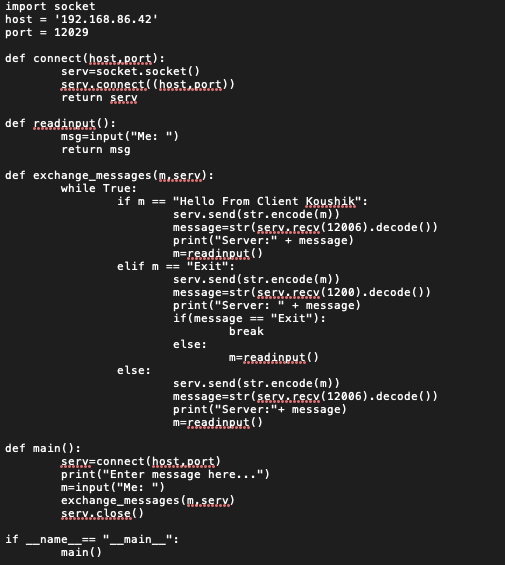 import socket
host = '192.168.86.42'
port = 12029

def connect(host,port):
        serv=socket.socket()
        serv.connect((host,port))
        return serv

def readinput():
        msg=input("Me: ")
        return msg

def exchange_messages(m,serv):
        while True:
                if m == "Hello From Client Koushik":
                        serv.send(str.encode(m))
                        message=str(serv.recv(12006).decode())
                        print("Server:" + message)
                        m=readinput()
                elif m == "Exit":
                        serv.send(str.encode(m))
                        message=str(serv.recv(1200).decode())
                        print("Server: " + message)
                        if(message == "Exit"):
                                break
                        else:
                                m=readinput()
                else:
                        serv.send(str.encode(m))
                        message=str(serv.recv(12006).decode())
                        print("Server:"+ message)
                        m=readinput()

def main():
        serv=connect(host,port)
        print("Enter message here...")
        m=input("Me: ")
        exchange_messages(m,serv)
        serv.close()

if __name__== "__main__":
        main()